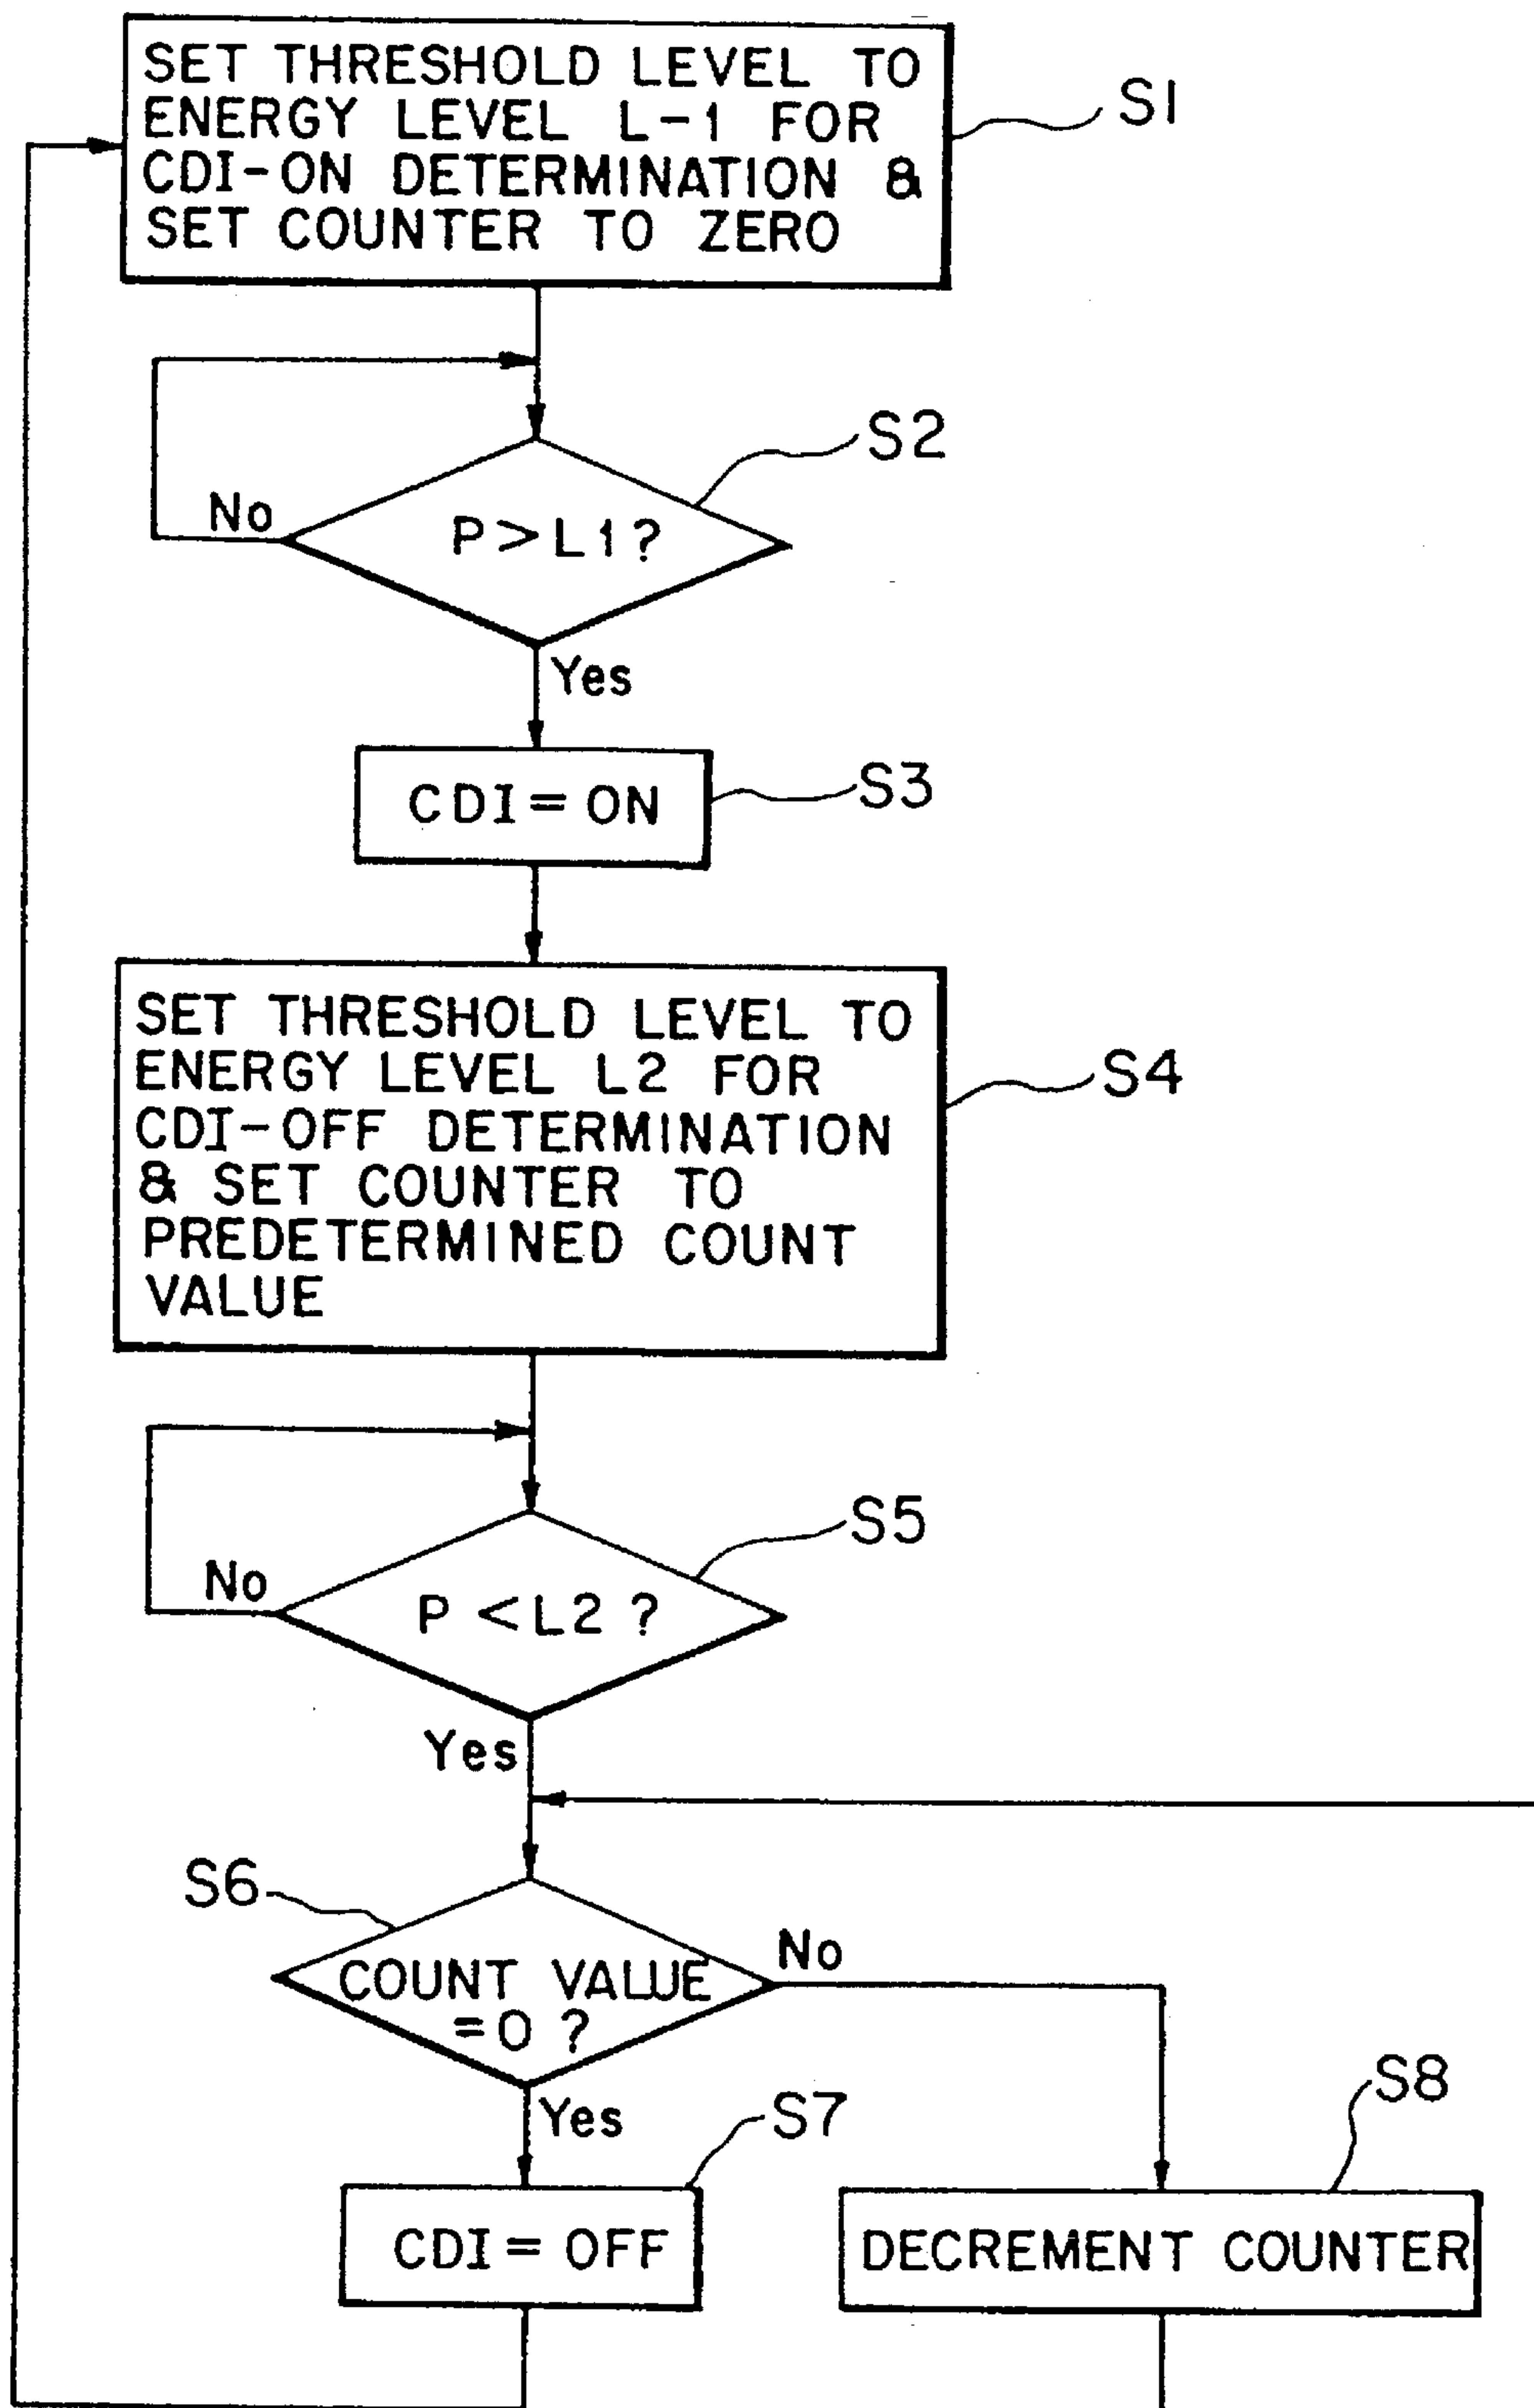 SET THRESHOLD LEVEL TO
ENERGY LEVEL L-1 FOR
CDI-ON DETERMINATION &
SET COUNTER TO ZERO
S1
S2
No
P>L1?
Yes
CDI=ON
S3
SET THRESHOLD LEVEL TO
ENERGY LEVEL L2 FOR
CDI-OFF DETERMINATION
& SET COUNTER TO
PREDETERMINED COUNT
VALUE
S4
S5
No
P <L2 ?
Yes
S6
No
COUNT VALUE
=0 ?
Yes
S7
S8
CDI=OFF
DECREMENT COUNTER